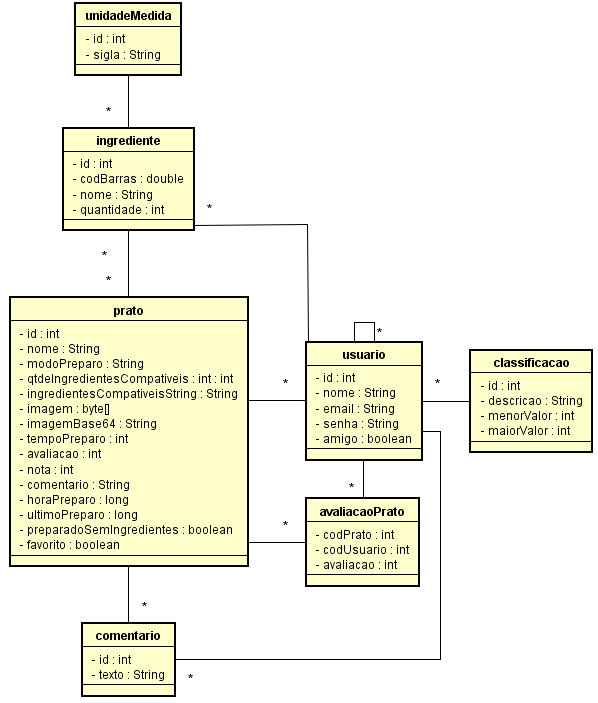 unidadeMedida
- id : int
- sigla : String
*
ingrediente
- id : int
- codBarras : double
- nome : String
- quantidade : int
*
*
*
prato
- id : int
- nome : String
- modoPreparo : String
- qtdeIngredientesCompativeis : int : int
- ingredientesCompativeisString : String
- imagem : byte[]
- imagemBase64 : String
- tempoPreparo : int
- avaliacao : int
- nota : int
- comentario : String
- horaPreparo : long
- ultimoPreparo : long
- preparadoSemIngredientes : boolean
- favorito : boolean
*
*
usuario
- id : int
- nome : String
- email : String
- senha : String
- amigo : boolean
*
classificacao
- id : int
- descricao : String
- menorValor : int
- maiorValor : int
*
*
avaliacaoPrato
- codPrato : int
- codUsuario : int
- avaliacao : int
*
comentario
- id : int
- texto : String
*